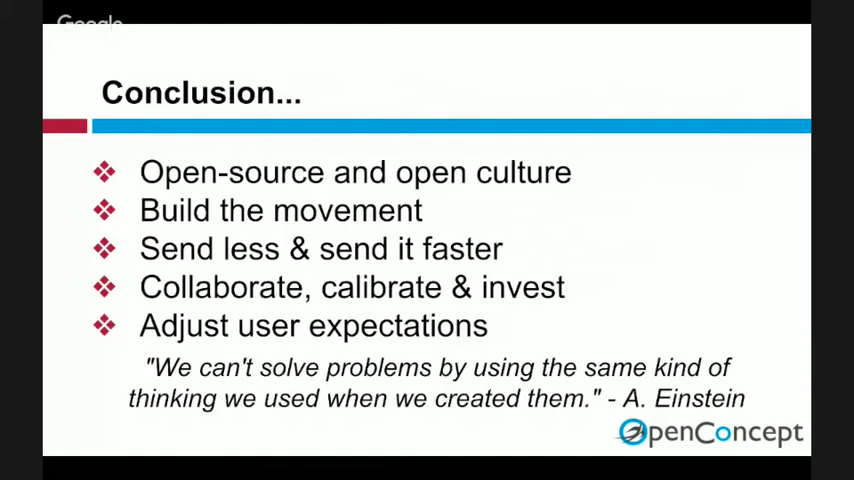 Google
Conclusion...
Open-source and open culture
Build the movement
Send less & send it faster
Collaborate, calibrate & invest
Adjust user expectations
"We can't solve problems by using the same kind of
thinking we used when we created them." - A. Einstein
OpenConcept